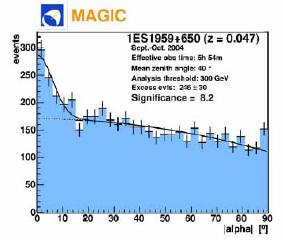 MAGIC
1ES1959+650 (z = 0.047)
Sept.-Oct. 2004
Effective obs time: 5h 54m
Mean zenith angle: 40 °
Analysis threshold: 300 GeV
Excess evts: 246 ± 30
Significance = 8.2
events
300
250
200
150
100
50
0
0 10 20 30 40 50 60 70 80 90
|alpha| [°]